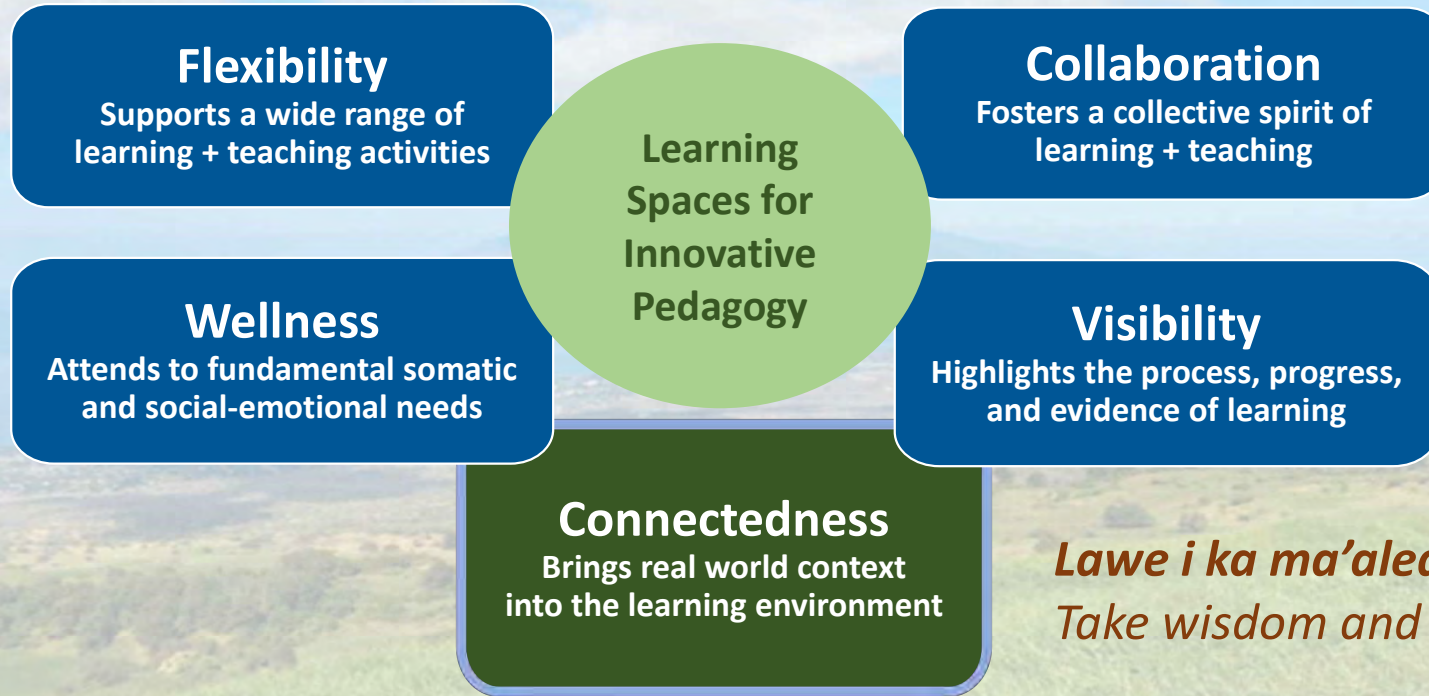 Flexibility
Supports a wide range of
learning + teaching activities
Learning
Spaces for
Innovative
Pedagogy
Collaboration
Fosters a collective spirit of
learning + teaching
Wellness
Attends to fundamental somatic
and social-emotional needs
Visibility
Highlights the process, progress,
and evidence of learning
Connectedness
Brings real world context
into the learning environment
Lawe i ka
Take wisdom and